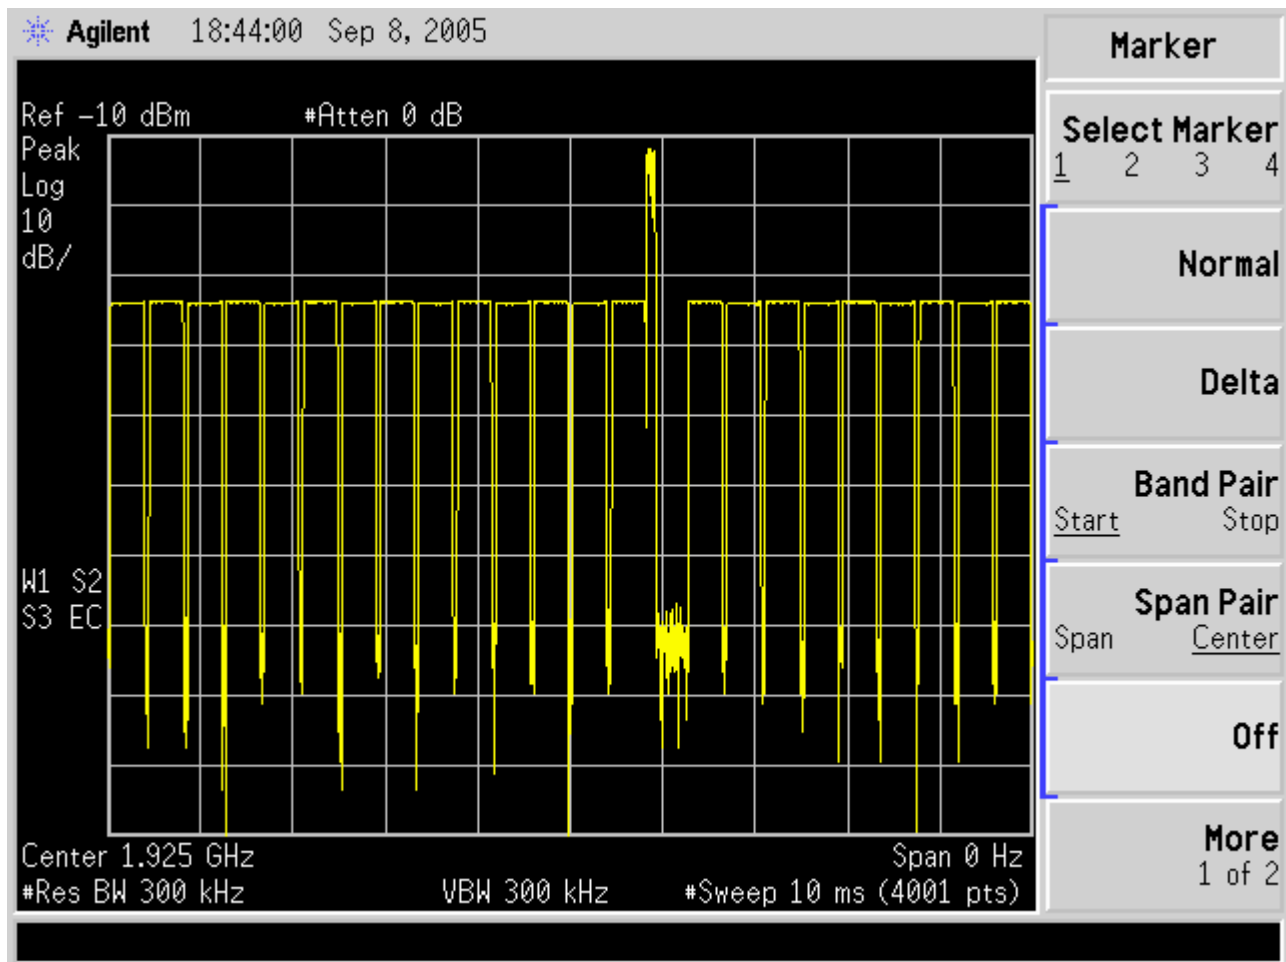 Agilent 18:44:00 Sep 8, 2005
Ref -10 dBm #Atten 0 dB
Peak
Log
10
dB/
W1 S2
S3 EC
Center 1.925 GHz Span 0 Hz
#Res BW 300 kHz VBW 300 kHz #Sweep 10 ms (4001 pts)
Marker
Select Marker
1 2 3 4
Normal
Delta
Band Pair
Start Stop
Span Pair
Span Center
Off
More
1 of 2